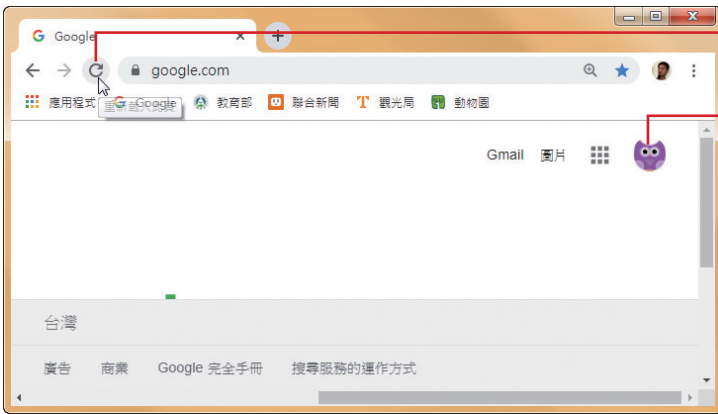 Google
google.com
應用程式 Google 教育部 聯合新聞 觀光局 動物園
Gmail 圖片
台灣
廣告 商業 Google 完全手冊 搜尋服務的運作方式